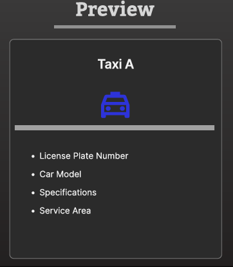 Preview
Taxi A
License Plate Number
Car Model
Specifications
Service Area